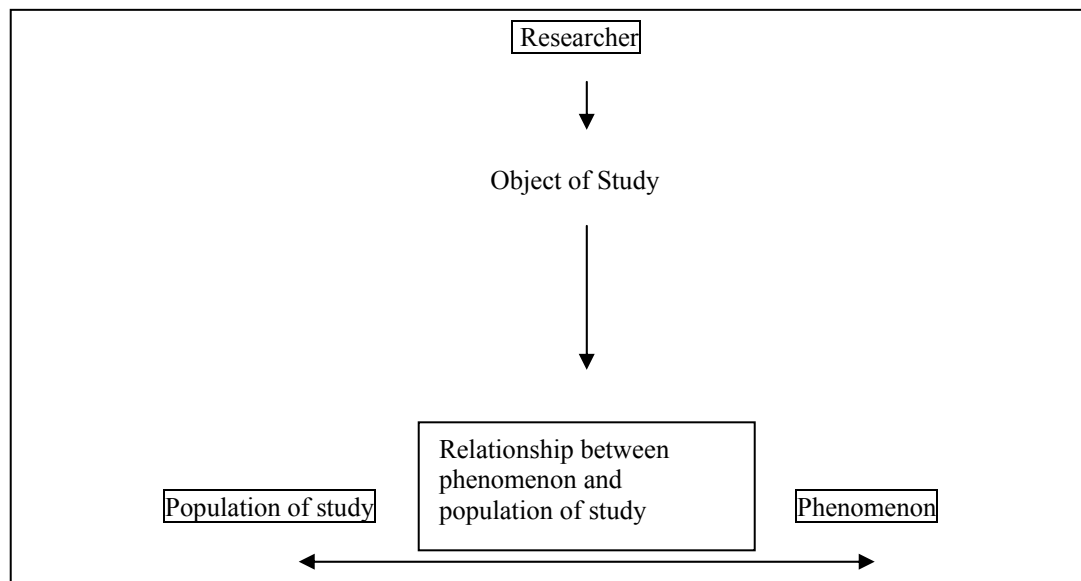 Researcher
Object of Study
Relationship between
phenomenon and
population of study
Population of study
Phenomenon